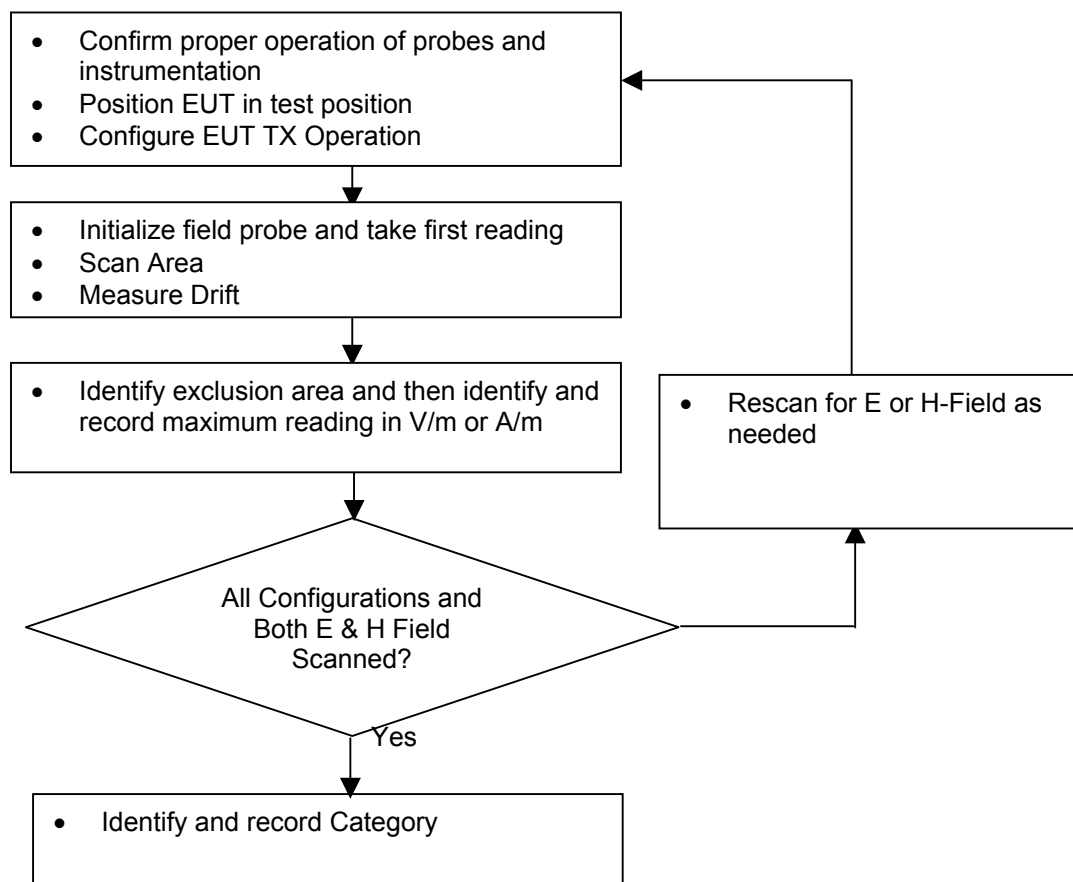 • Confirm proper operation of probes and
instrumentation
• Position EUT in test position
• Configure EUT TX Operation
• Initialize field probe and take first reading
• Scan Area
• Measure Drift
• Identify exclusion area and then identify and
record maximum reading in V/m or A/m
• Rescan for E or H-Field as
needed
All Configurations and
Both E & H Field
Scanned?
Yes
• Identify and record Category